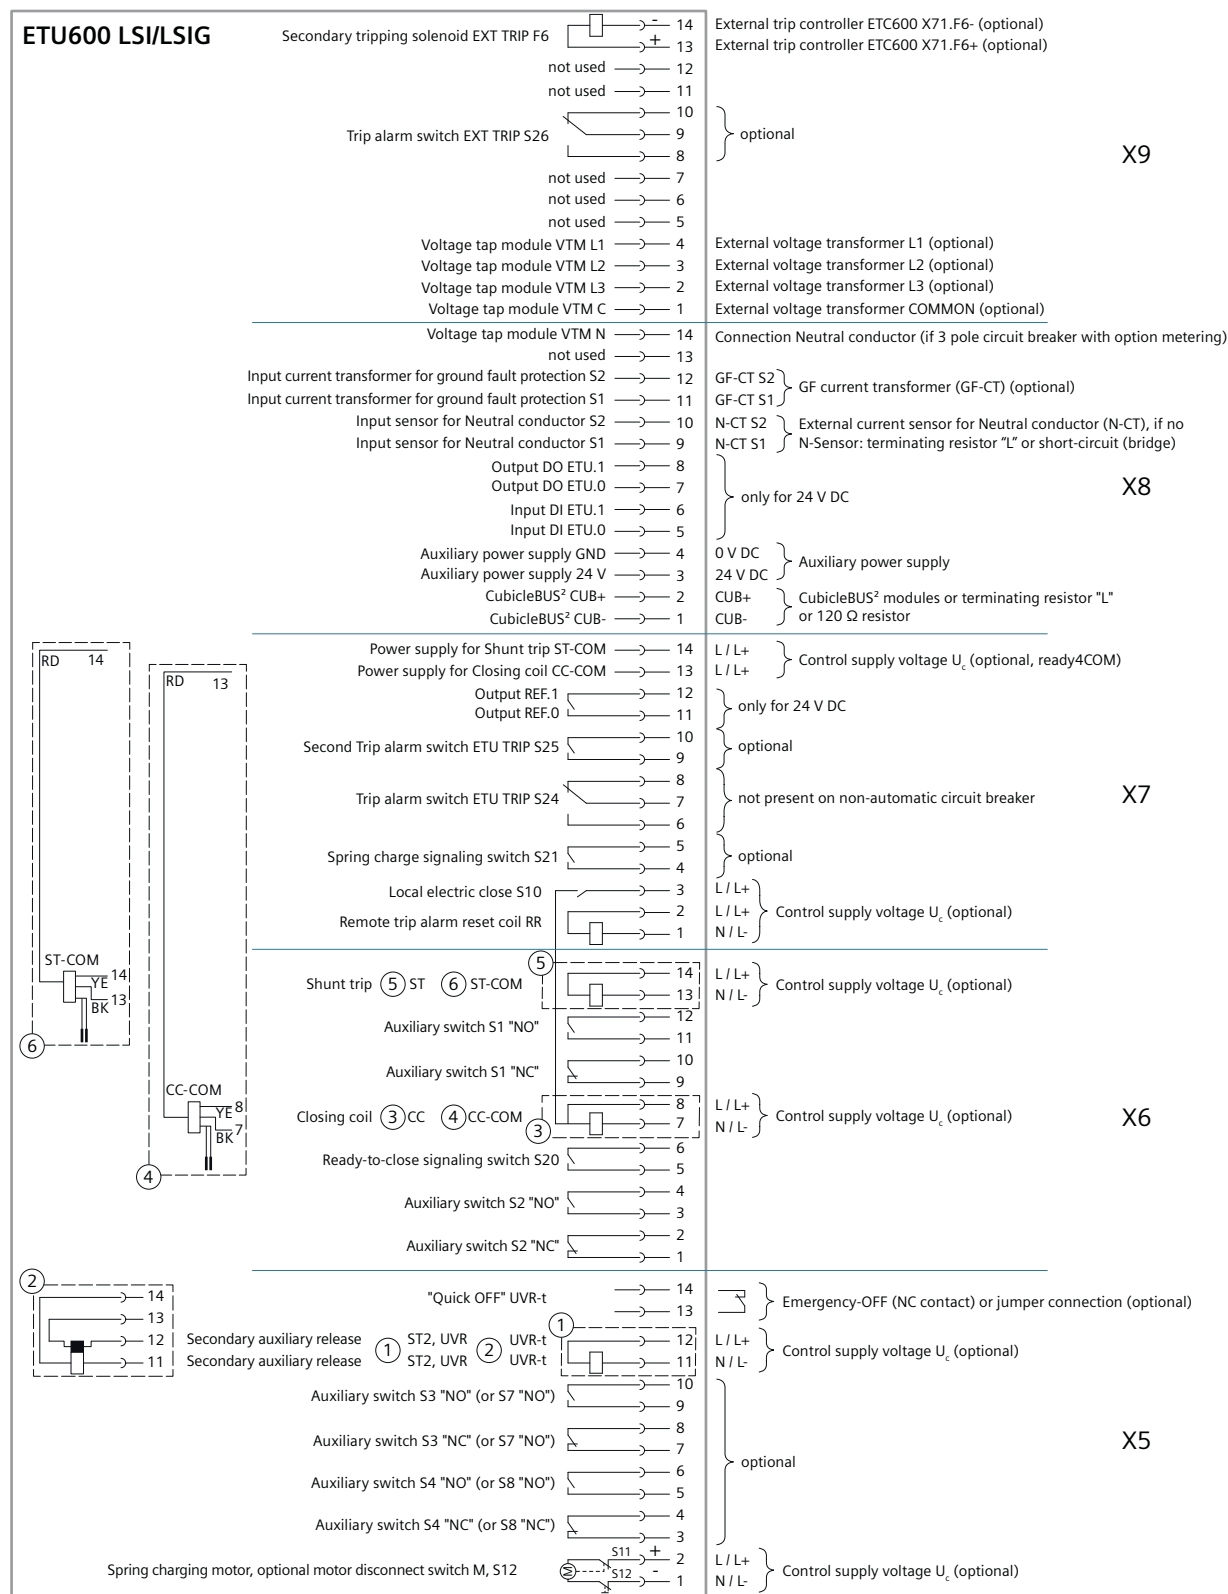 ETU600 LSI/LSIG
Secondary tripping solenoid EXT TRIP F6 - 14 External trip controller ETC600 X71.F6- (optional)
+ 13 External trip controller ETC600 X71.F6+ (optional)
not used 12
not used 11
10
Trip alarm switch EXT TRIP S26 9 optional
8
X9
not used 7
not used 6
not used 5
Voltage tap module VTM L1 4 External voltage transformer L1 (optional)
Voltage tap module VTM L2 3 External voltage transformer L2 (optional)
Voltage tap module VTM L3 2 External voltage transformer L3 (optional)
Voltage tap module VTM C 1 External voltage transformer COMMON (optional)
Voltage tap module VTM N 14 Connection Neutral conductor (if 3 pole circuit breaker with option metering)
not used 13
Input current transformer for ground fault protection S2 12 GF-CT S2
GF current transformer (GF-CT) (optional)
Input current transformer for ground fault protection S1 11 GF-CT S1
Input sensor for Neutral conductor S2 10 N-CT S2 External current sensor for Neutral conductor (N-CT), if no
Input sensor for Neutral conductor S1 9 N-CT S1 N-Sensor: terminating resistor “L” or short-circuit (bridge)
Output DO ETU.1 8
Output DO ETU.0 7
X8
only for 24 V DC
Input DI ETU.1 6
Input DI ETU.0 5
Auxiliary power supply GND 4 0 V DC
Auxiliary power supply
Auxiliary power supply 24 V 3 24 V DC
CubicleBUS² CUB+ 2 CUB+ CubicleBUS² modules or terminating resistor "L"
CubicleBUS² CUB- 1 CUB- or 120 Ω resistor
Power supply for Shunt trip ST-COM 14 L / L+
Control supply voltage Uc (optional, ready4COM)
Power supply for Closing coil CC-COM 13 L / L+
RD 14
RD 13
Output REF.1 12
only for 24 V DC
Output REF.0 11
10
Second Trip alarm switch ETU TRIP S25 optional
9
8
Trip alarm switch ETU TRIP S24 7 not present on non-automatic circuit breaker
X7
6
5
Spring charge signaling switch S21 optional
4
Local electric close S10 3 L / L+
2 L / L+ Control supply voltage Uc (optional)
Remote trip alarm reset coil RR
1 N / L-
ST-COM
14
YE
13
BK
6
5
14 L / L+
Shunt trip 5 ST 6 ST-COM Control supply voltage Uc (optional)
13 N / L-
12
Auxiliary switch S1 "NO"
11
10
Auxiliary switch S1 "NC"
9
CC-COM
8
YE
7
BK
4
8 L / L+
Closing coil 3 CC 4 CC-COM Control supply voltage Uc (optional)
X6
7 N / L-
3
6
Ready-to-close signaling switch S20
5
4
Auxiliary switch S2 "NO"
3
2
Auxiliary switch S2 "NC"
1
2
14
13
12
11
14
"Quick OFF" UVR-t Emergency-OFF (NC contact) or jumper connection (optional)
13
1
Secondary auxiliary release 1 ST2, UVR 2 UVR-t 12 L / L+
Control supply voltage Uc (optional)
Secondary auxiliary release ST2, UVR UVR-t 11 N / L-
10
Auxiliary switch S3 "NO" (or S7 "NO")
9
8
Auxiliary switch S3 "NC" (or S7 "NO")
X5
7
optional
6
Auxiliary switch S4 "NO" (or S8 "NO")
5
4
Auxiliary switch S4 "NC" (or S8 "NC")
3
S11 + 2 L / L+
Spring charging motor, optional motor disconnect switch M, S12 M Control supply voltage Uc (optional)
S12 - 1 N / L-